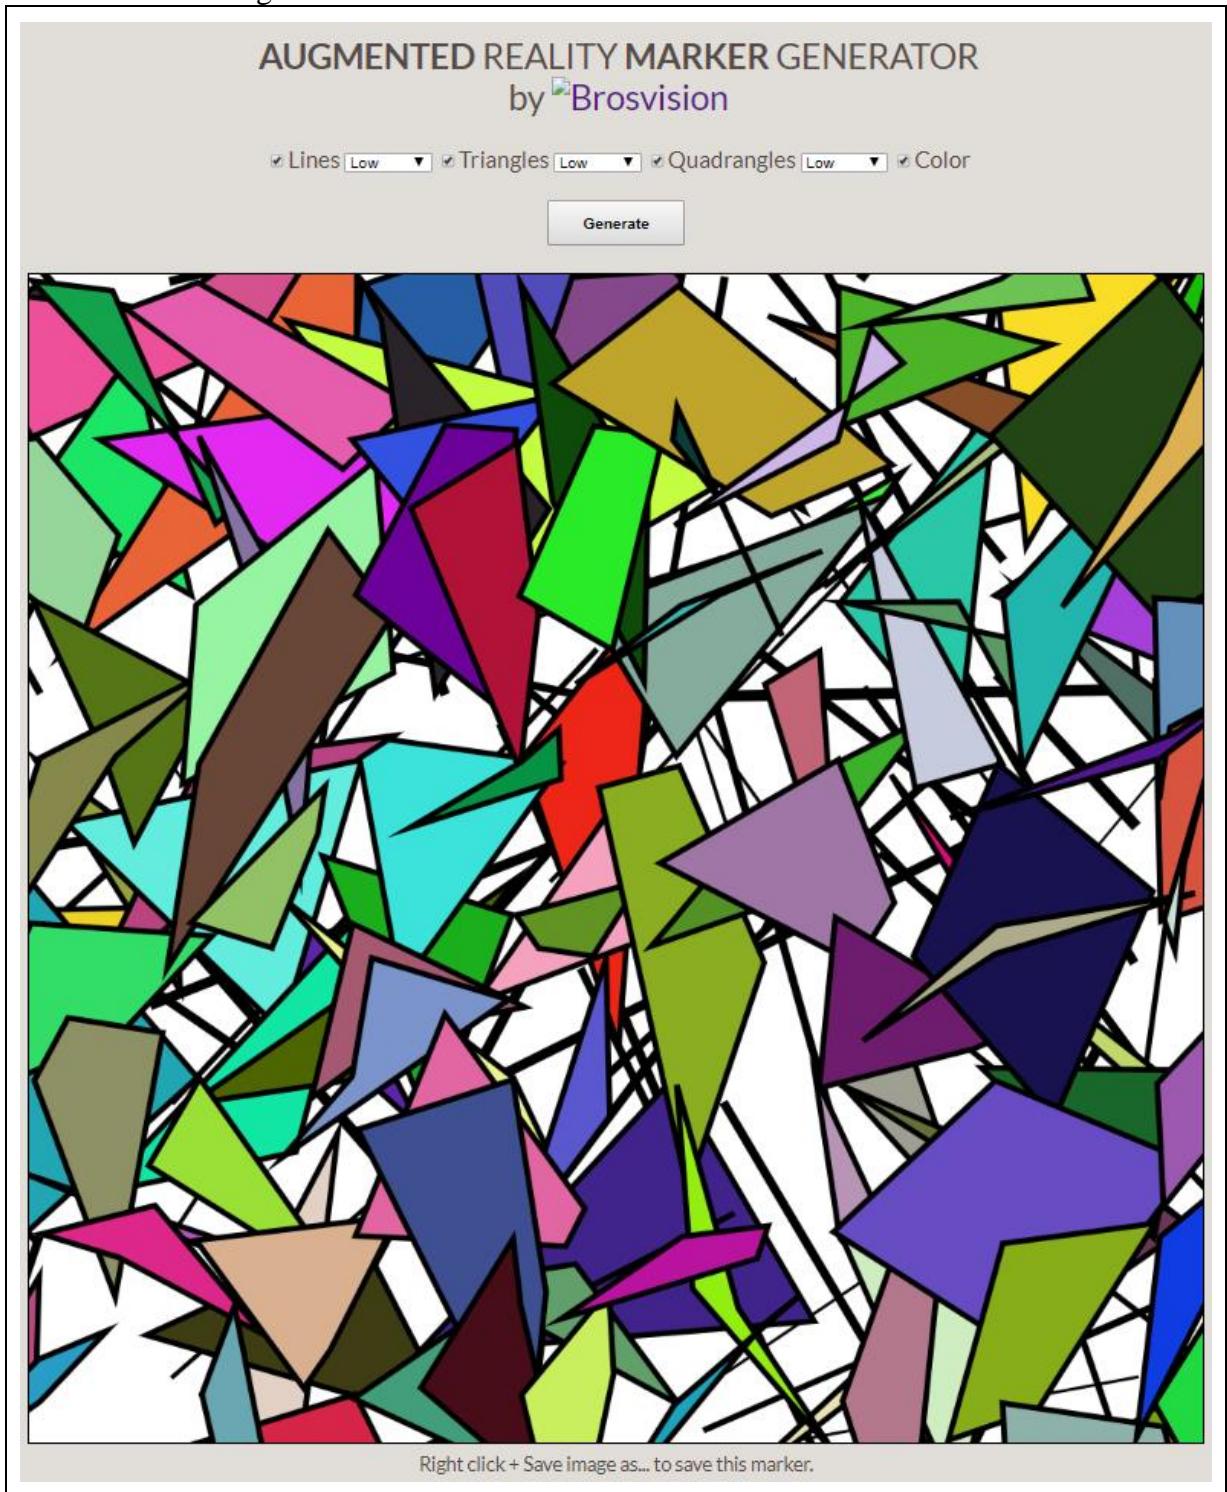 AUGMENTED REALITY MARKER GENERATOR
by Brosvision
Lines Low Triangles Low Quadrangles Low Color
Generate
Right click + Save image as... to save this marker.